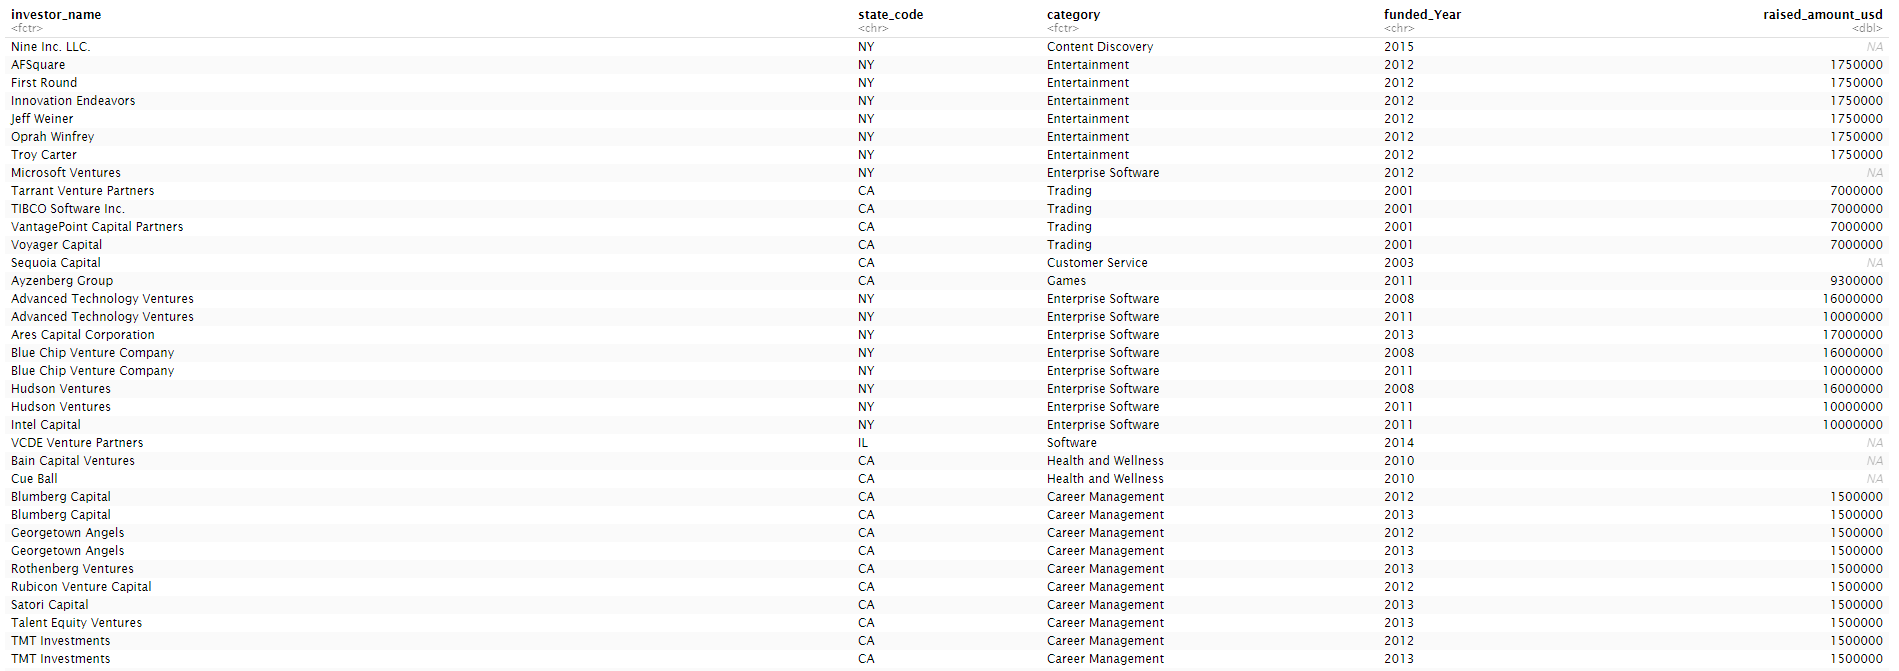 investor_name state_code category funded_Year raised_amount_usd
<fctr> <chr> <fctr> <chr> <dbl>
Nine Inc. LLC. NY Content Discovery 2015 NA
AFSquare NY Entertainment 2012 1750000
First Round NY Entertainment 2012 1750000
Innovation Endeavors NY Entertainment 2012 1750000
Jeff Weiner NY Entertainment 2012 1750000
Oprah Winfrey NY Entertainment 2012 1750000
Troy Carter NY Entertainment 2012 1750000
Microsoft Ventures NY Enterprise Software 2012 NA
Tarrant Venture Partners CA Trading 2001 7000000
TIBCO Software Inc. CA Trading 2001 7000000
VantagePoint Capital Partners CA Trading 2001 7000000
Voyager Capital CA Trading 2001 7000000
Sequoia Capital CA Customer Service 2003 NA
Ayzenberg Group CA Games 2011 9300000
Advanced Technology Ventures NY Enterprise Software 2008 16000000
Advanced Technology Ventures NY Enterprise Software 2011 10000000
Ares Capital Corporation NY Enterprise Software 2013 17000000
Blue Chip Venture Company NY Enterprise Software 2008 16000000
Blue Chip Venture Company NY Enterprise Software 2011 10000000
Hudson Ventures NY Enterprise Software 2008 16000000
Hudson Ventures NY Enterprise Software 2011 10000000
Intel Capital NY Enterprise Software 2011 10000000
VCDE Venture Partners IL Software 2014 NA
Bain Capital Ventures CA Health and Wellness 2010 NA
Cue Ball CA Health and Wellness 2010 NA
Blumberg Capital CA Career Management 2012 1500000
Blumberg Capital CA Career Management 2013 1500000
Georgetown Angels CA Career Management 2012 1500000
Georgetown Angels CA Career Management 2013 1500000
Rothenberg Ventures CA Career Management 2013 1500000
Rubicon Venture Capital CA Career Management 2012 1500000
Satori Capital CA Career Management 2013 1500000
Talent Equity Ventures CA Career Management 2013 1500000
TMT Investments CA Career Management 2012 1500000
TMT Investments CA Career Management 2013 1500000